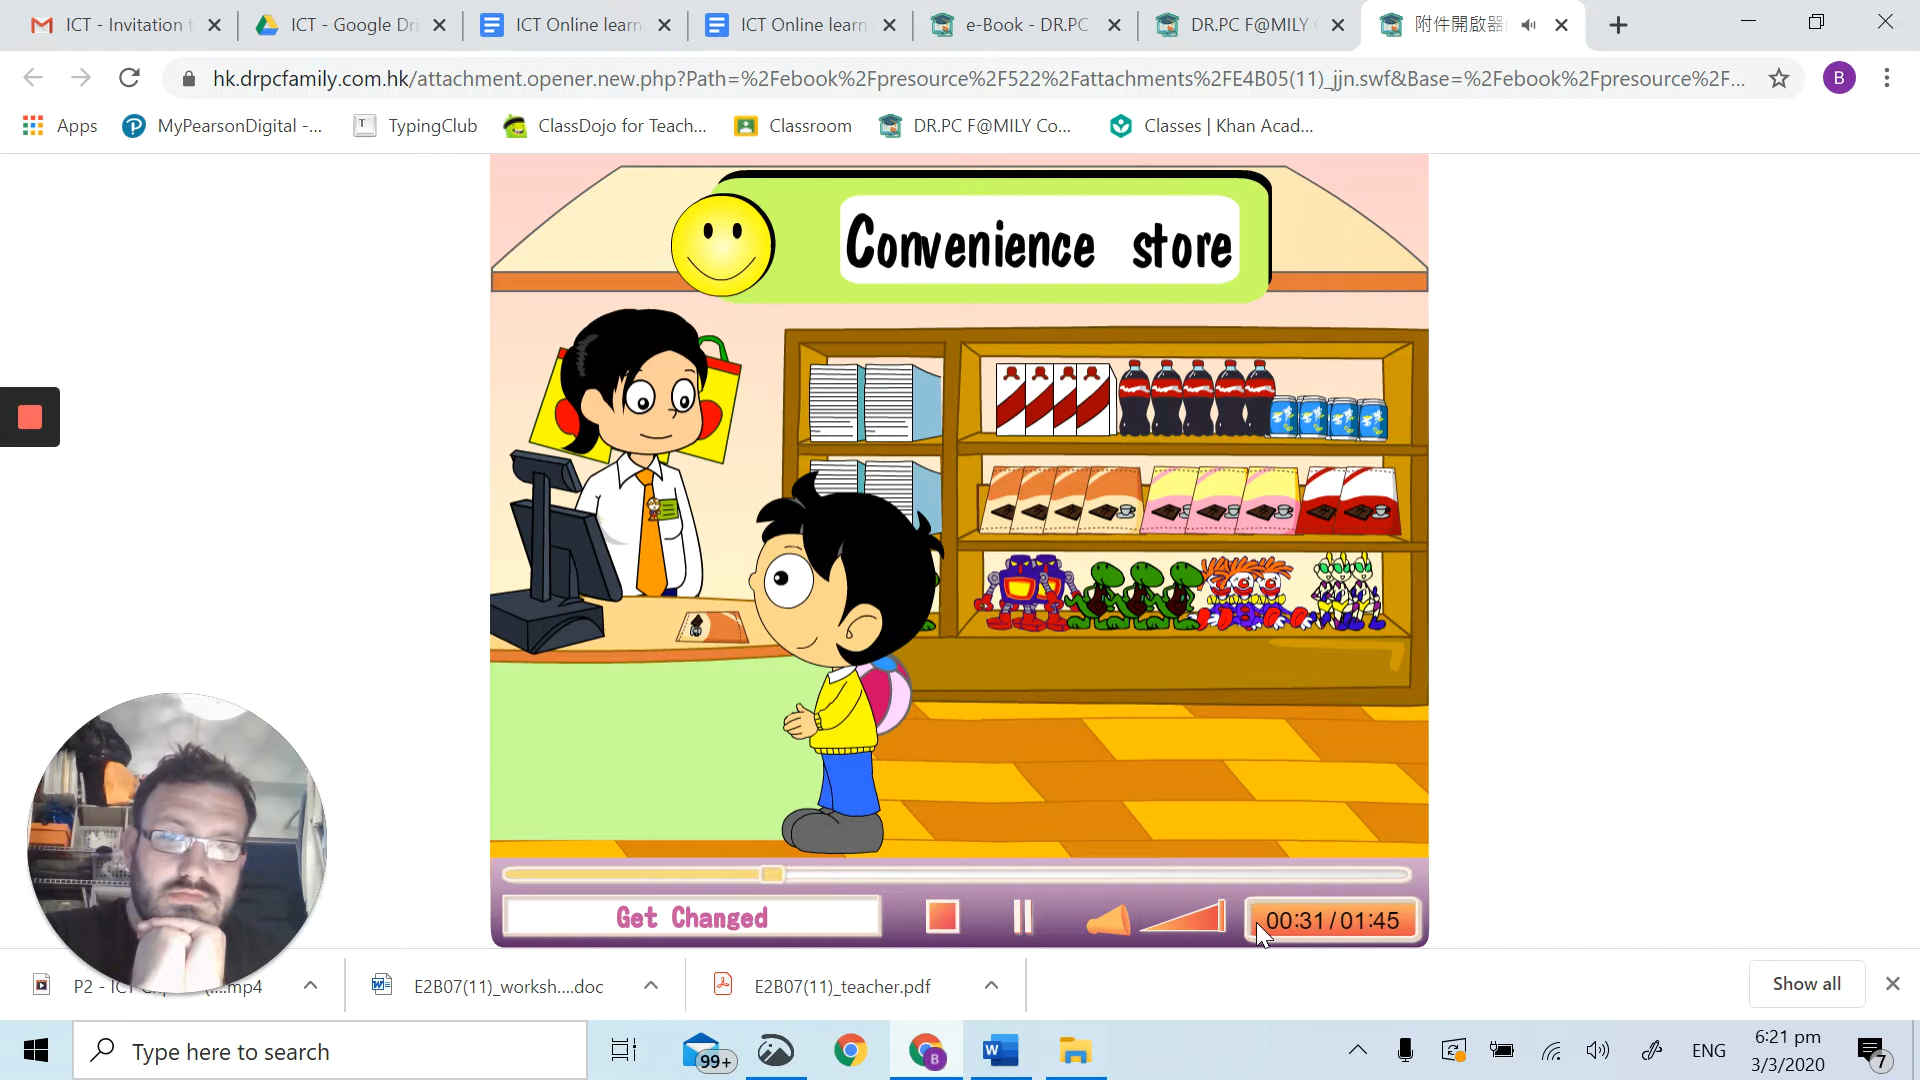 ICT - Invitation t
ICT - Google Dri
ICT Online learn
ICT Online learn
e-Book - DR.PC
DR.PC F@MILY
附件開啟器
hk.drpcfamily.com.hk/attachment.opener.new.php?Path=%2Febook%2Fpresource%2F522%2Fattachments%2FE4B05(11)_jjn.swf&Base=%2Febook%2Fpresource%2F...
B
Apps
MyPearsonDigital -...
TypingClub
ClassDojo for Teach...
Classroom
DR.PC F@MILY Co...
Classes | Khan Acad...
Convenience store
Get Changed
00:31/01:45
E2B07(11)_worksh....doc
E2B07(11)_teacher.pdf
Show all
Type here to search
99+
B
W
ENG
6:21 pm
3/3/2020
7